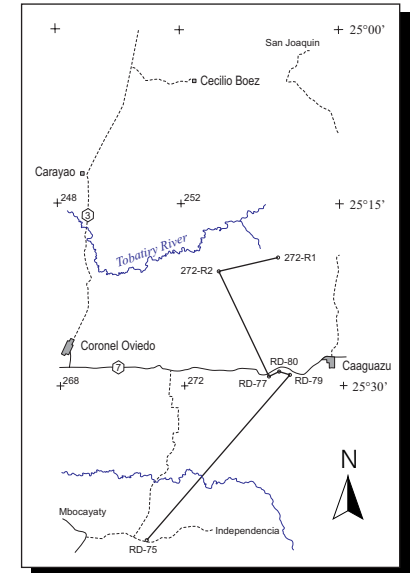 25°00'
San Joaquin
Cecilio Boez
Carayao
248
252
25°15'
3
Tobatiry River
272-R1
272-R2
Coronel Oviedo
RD-80
Caaguazu
7
RD-77
RD-79
268
272
25°30'
N
Mbocayaty
Independencia
RD-75